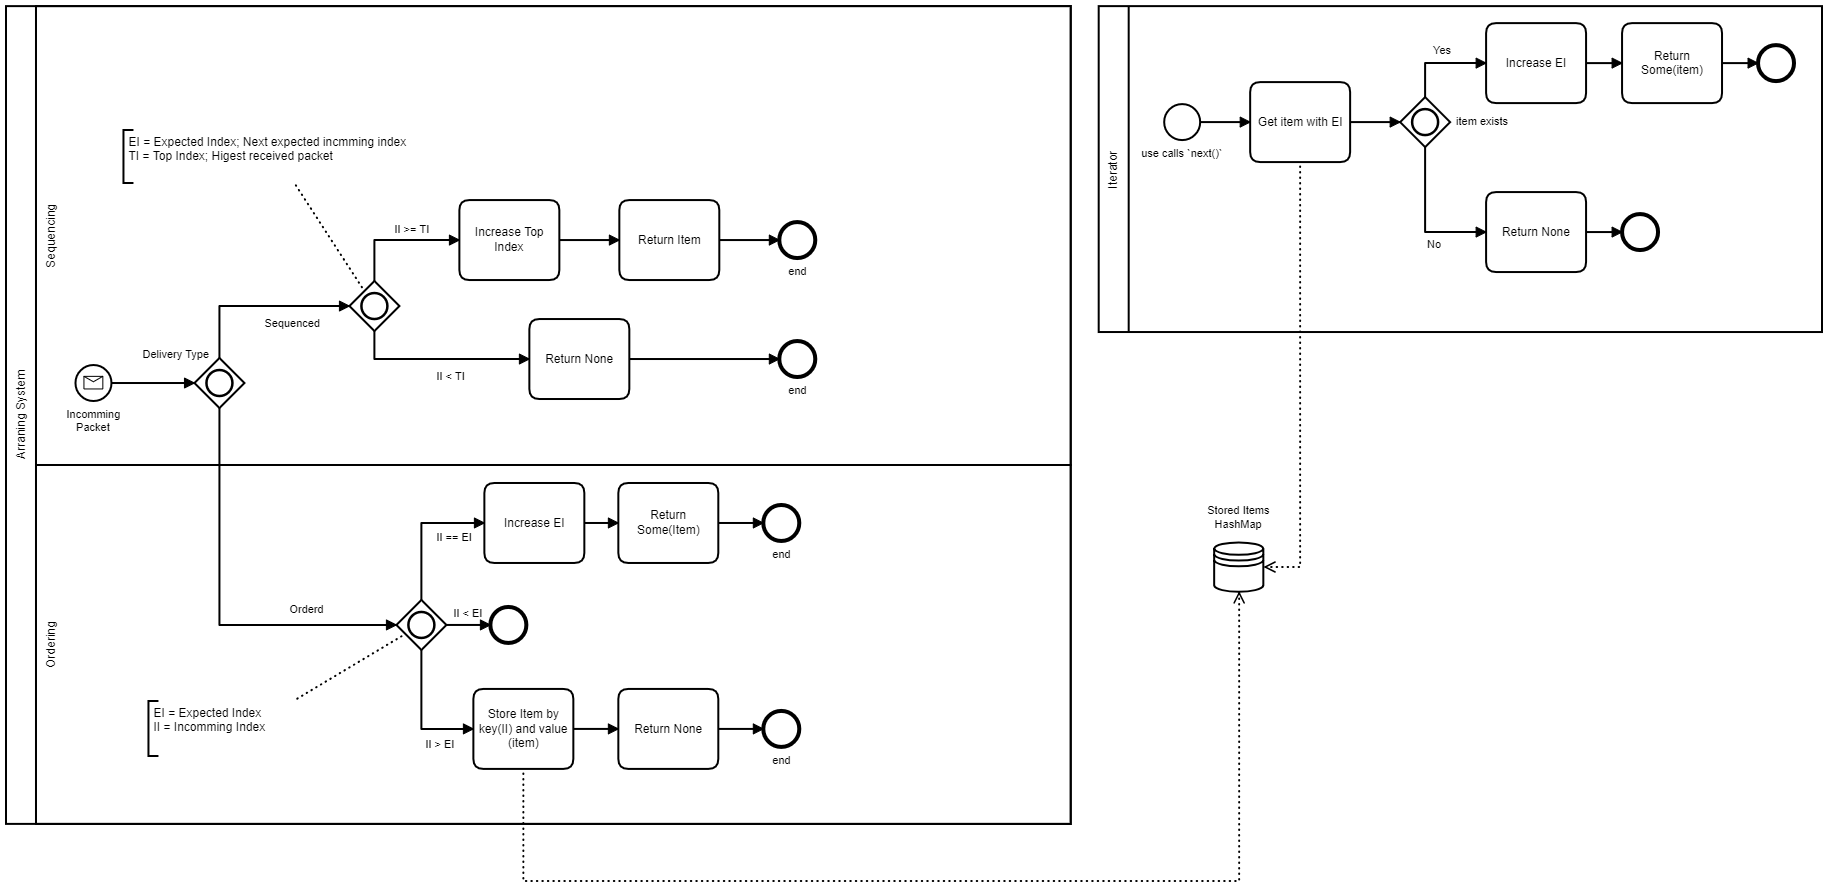 Arraning System
Sequencing
EI = Expected Index; Next expected incmming index
TI = Top Index; Higest received packet
Incomming
Packet
Delivery Type
Sequenced
II >= TI
Increase Top
Index
Return Item
end
II < TI
Return None
end
Ordering
Orderd
EI = Expected Index
II = Incomming Index
II == EI
Increase EI
Return
Some(Item)
end
II < EI
II > EI
Store Item by
key(II) and value
(item)
Return None
end
Iterator
use calls `next()`
Get item with EI
item exists
Yes
Increase EI
Return
Some(item)
No
Return None
Stored Items
HashMap